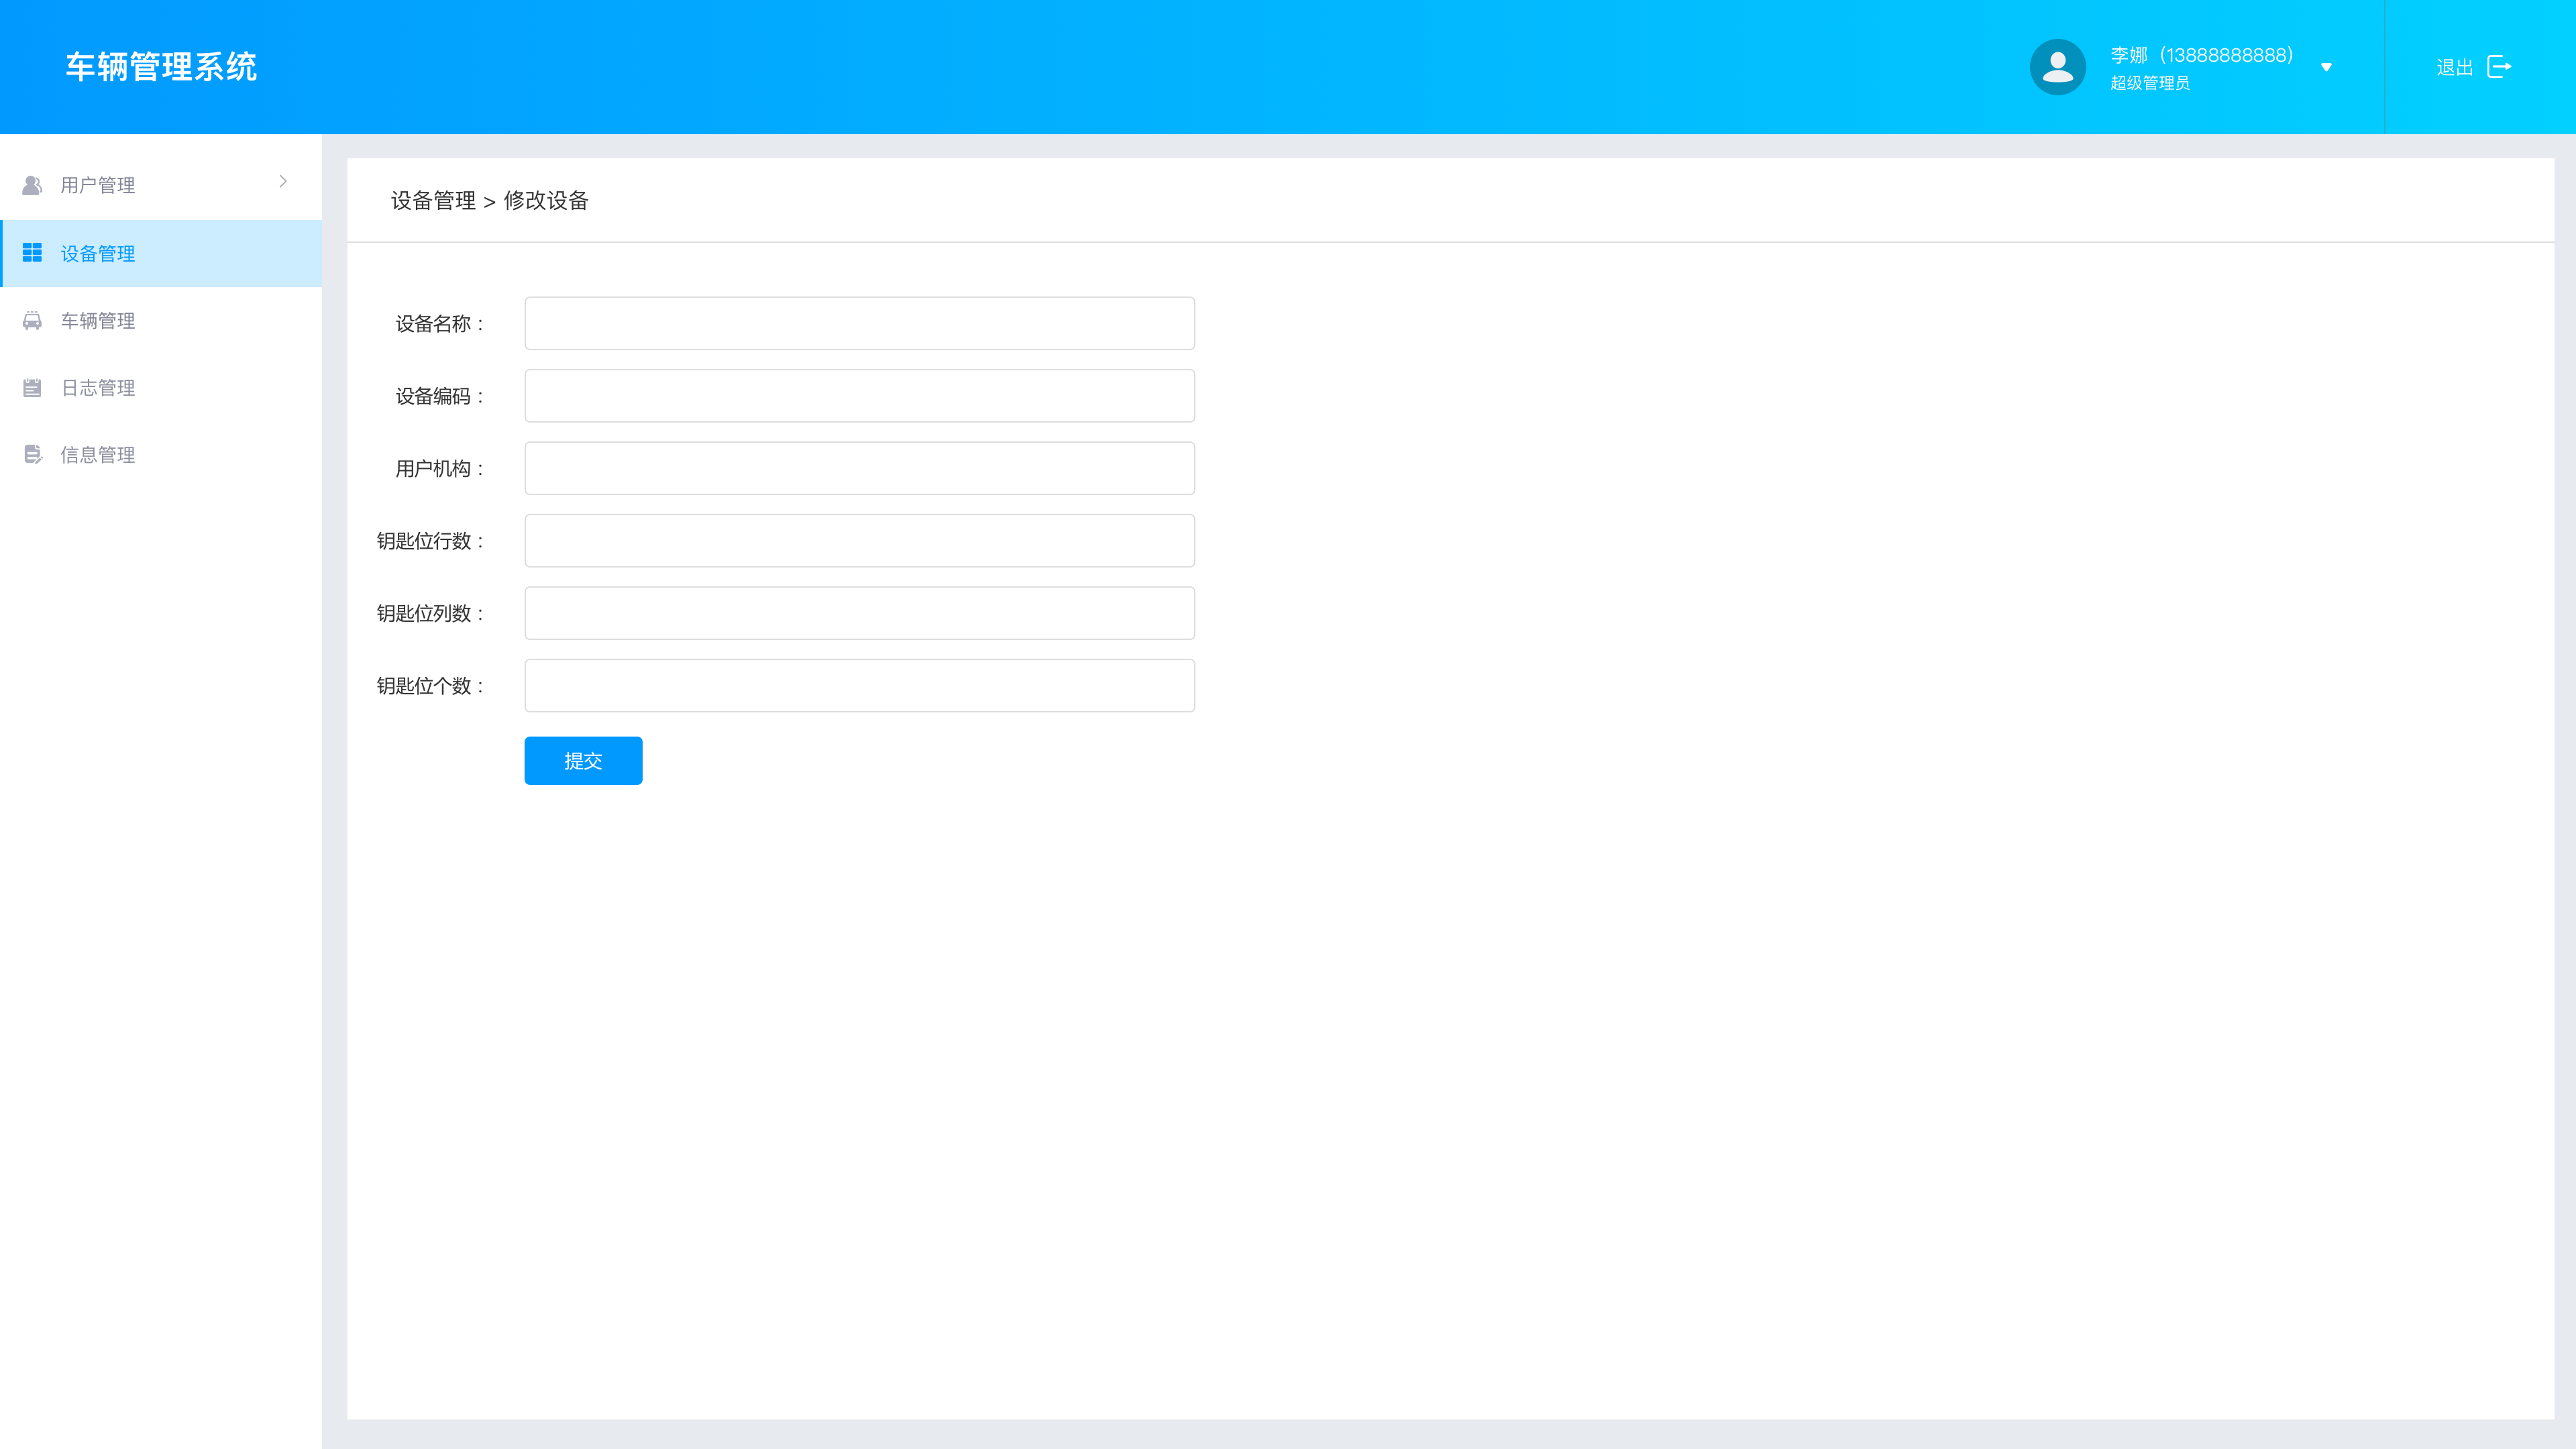 车辆管理系统
李娜（13888888888）
超级管理员
退出
用户管理
设备管理
车辆管理
日志管理
信息管理
设备管理 > 修改设备
设备名称：
设备编码：
用户机构：
钥匙位行数：
钥匙位列数：
钥匙位个数：
提交